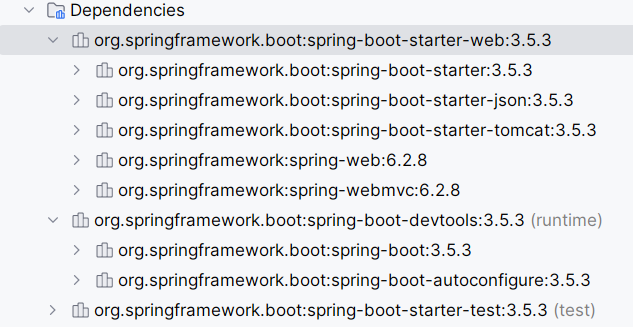 Dependencies
org.springframework.boot:spring-boot-starter-web:3.5.3
org.springframework.boot:spring-boot-starter:3.5.3
org.springframework.boot:spring-boot-starter-json:3.5.3
org.springframework.boot:spring-boot-starter-tomcat:3.5.3
org.springframework:spring-web:6.2.8
org.springframework:spring-webmvc:6.2.8
org.springframework.boot:spring-boot-devtools:3.5.3 (runtime)
org.springframework.boot:spring-boot:3.5.3
org.springframework.boot:spring-boot-autoconfigure:3.5.3
org.springframework.boot:spring-boot-starter-test:3.5.3 (test)